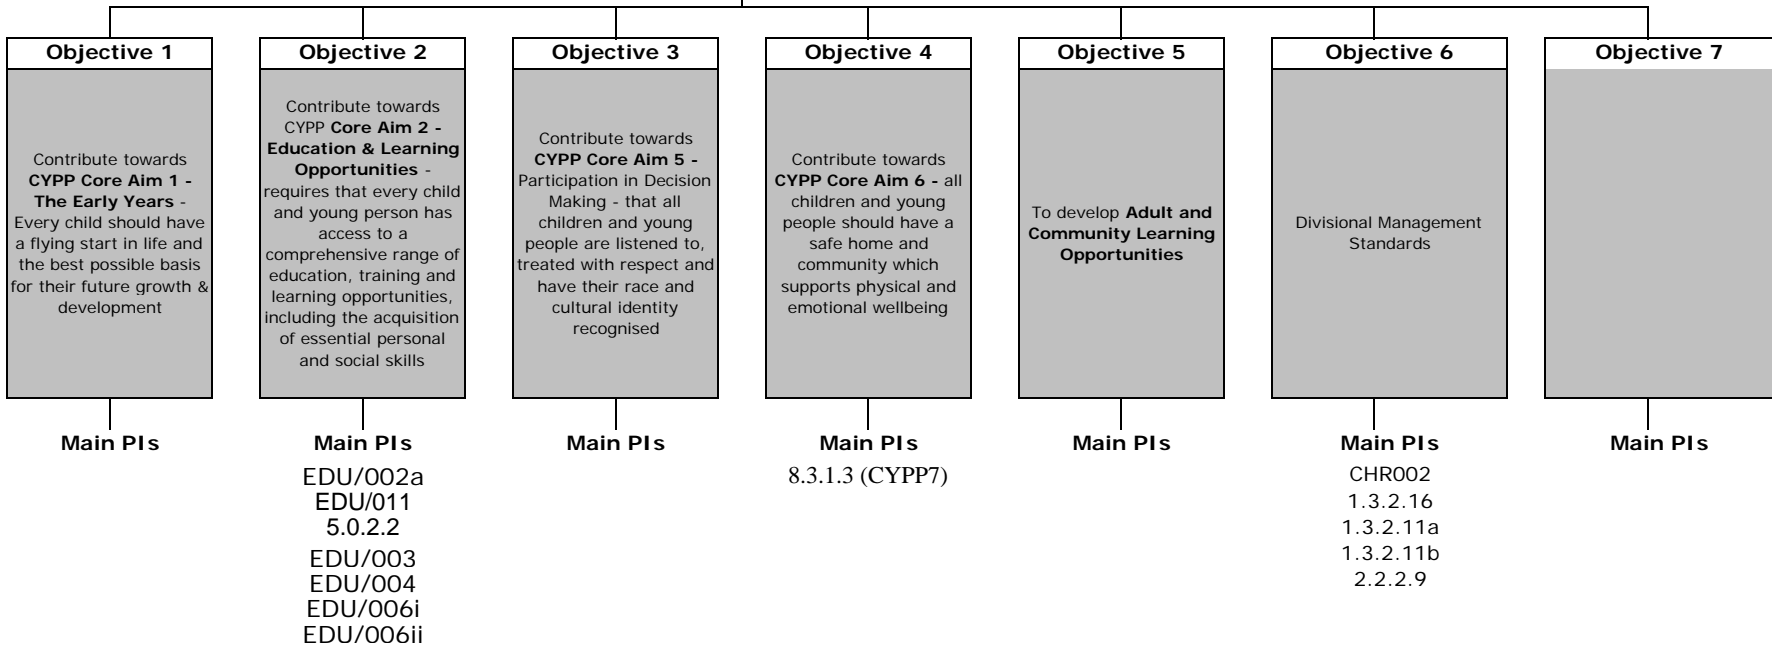 Objective 1
Contribute towards
CYPP Core Aim 1 -
The Early Years -
Every child should have
a flying start in life and
the best possible basis
for their future growth &
development
Main PIs
Objective 2
Contribute towards
CYPP Core Aim 2 -
Education & Learning
Opportunities -
requires that every child
and young person has
access to a
comprehensive range of
education, training and
learning opportunities,
including the acquisition
of essential personal
and social skills
Main PIs
EDU/002a
EDU/011
5.0.2.2
EDU/003
EDU/004
EDU/006i
EDU/006ii
Objective 3
Contribute towards
CYPP Core Aim 5 -
Participation in Decision
Making - that all
children and young
people are listened to,
treated with respect and
have their race and
cultural identity
recognised
Main PIs
Objective 4
Contribute towards
CYPP Core Aim 6 - all
children and young
people should have a
safe home and
community which
supports physical and
emotional wellbeing
Main PIs
8.3.1.3 (CYPP7)
Objective 5
To develop Adult and
Community Learning
Opportunities
Main PIs
Objective 6
Divisional Management
Standards
Main PIs
CHR002
1.3.2.16
1.3.2.11a
1.3.2.11b
2.2.2.9
Objective 7
Main PIs